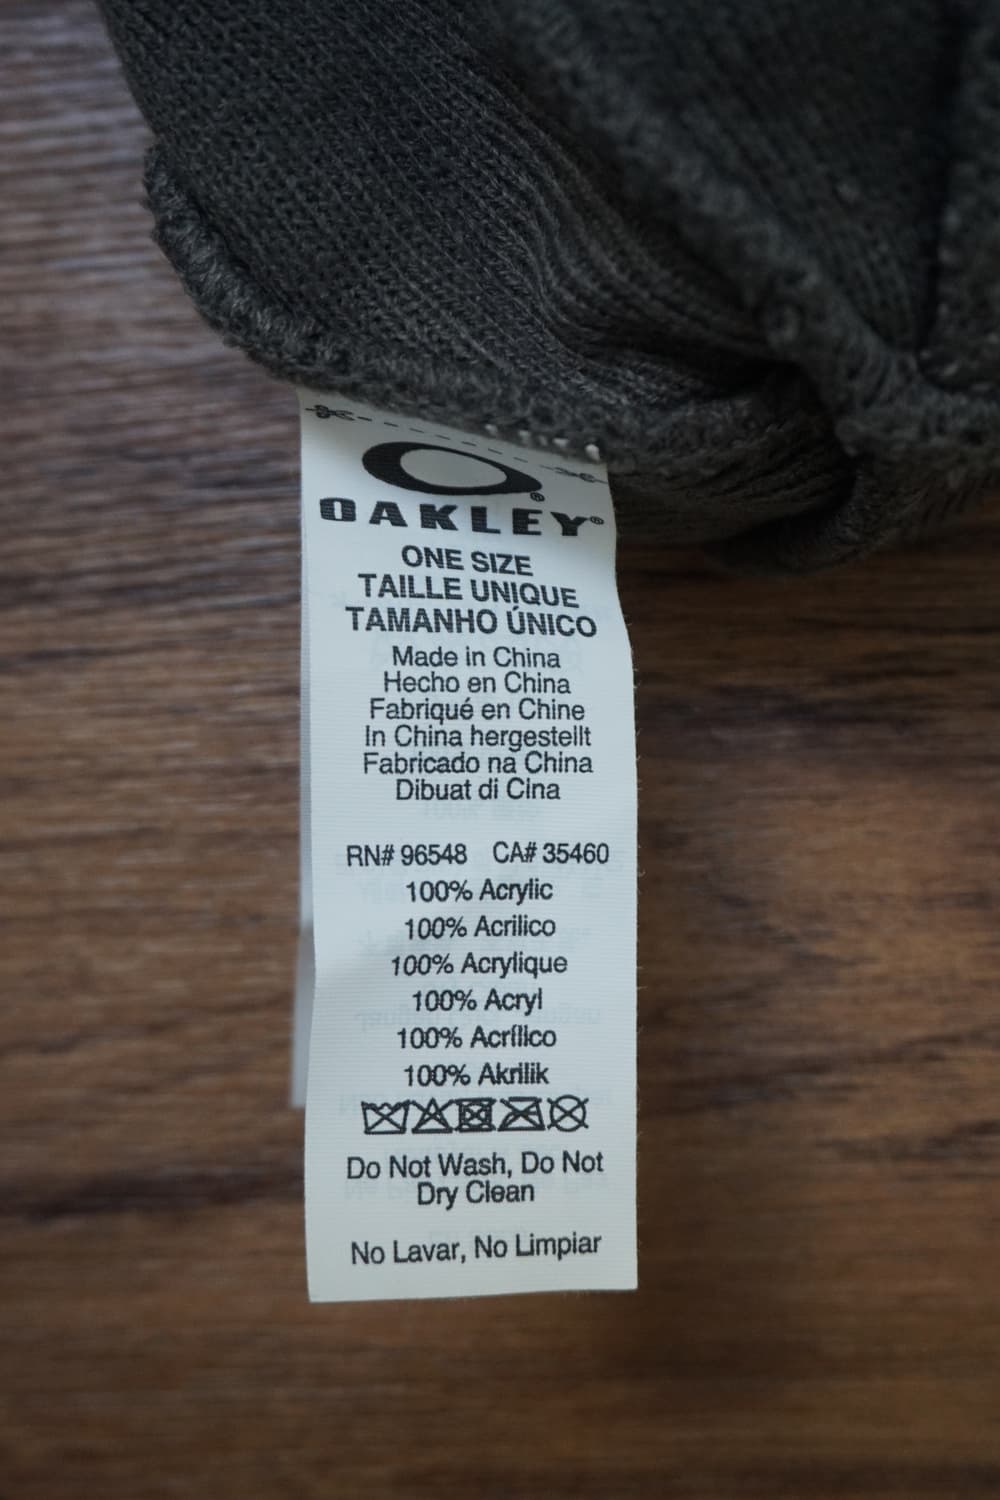 OAKLEY®
ONE SIZE
TAILLE UNIQUE
TAMANHO ÚNICO
Made in China
Hecho en China
Fabriqué en Chine
In China hergestellt
Fabricado na China
Dibuat di Cina
RN# 96548 CA# 35460
100% Acrylic
100% Acrilico
100% Acrylique
100% Acryl
100% Acrílico
100% Akrilik
Do Not Wash, Do Not
Dry Clean
No Lavar, No Limpiar